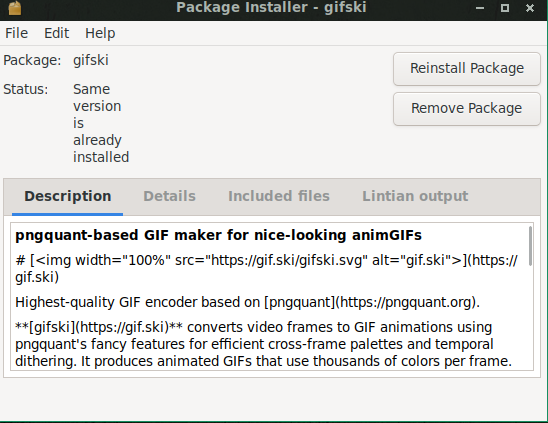 Package Installer - gifski
File Edit Help
Package: gifski
Reinstall Package
Status: Same
version
is
already
installed
Remove Package
Description Details Included files Lintian output
pngquant-based GIF maker for nice-looking animGIFs
# [<img width="100%" src="https://gif.ski/gifski.svg" alt="gif.ski">](https://
gif.ski)
Highest-quality GIF encoder based on [pngquant](https://pngquant.org).
**[gifski](https://gif.ski)** converts video frames to GIF animations using
pngquant's fancy features for efficient cross-frame palettes and temporal
dithering. It produces animated GIFs that use thousands of colors per frame.